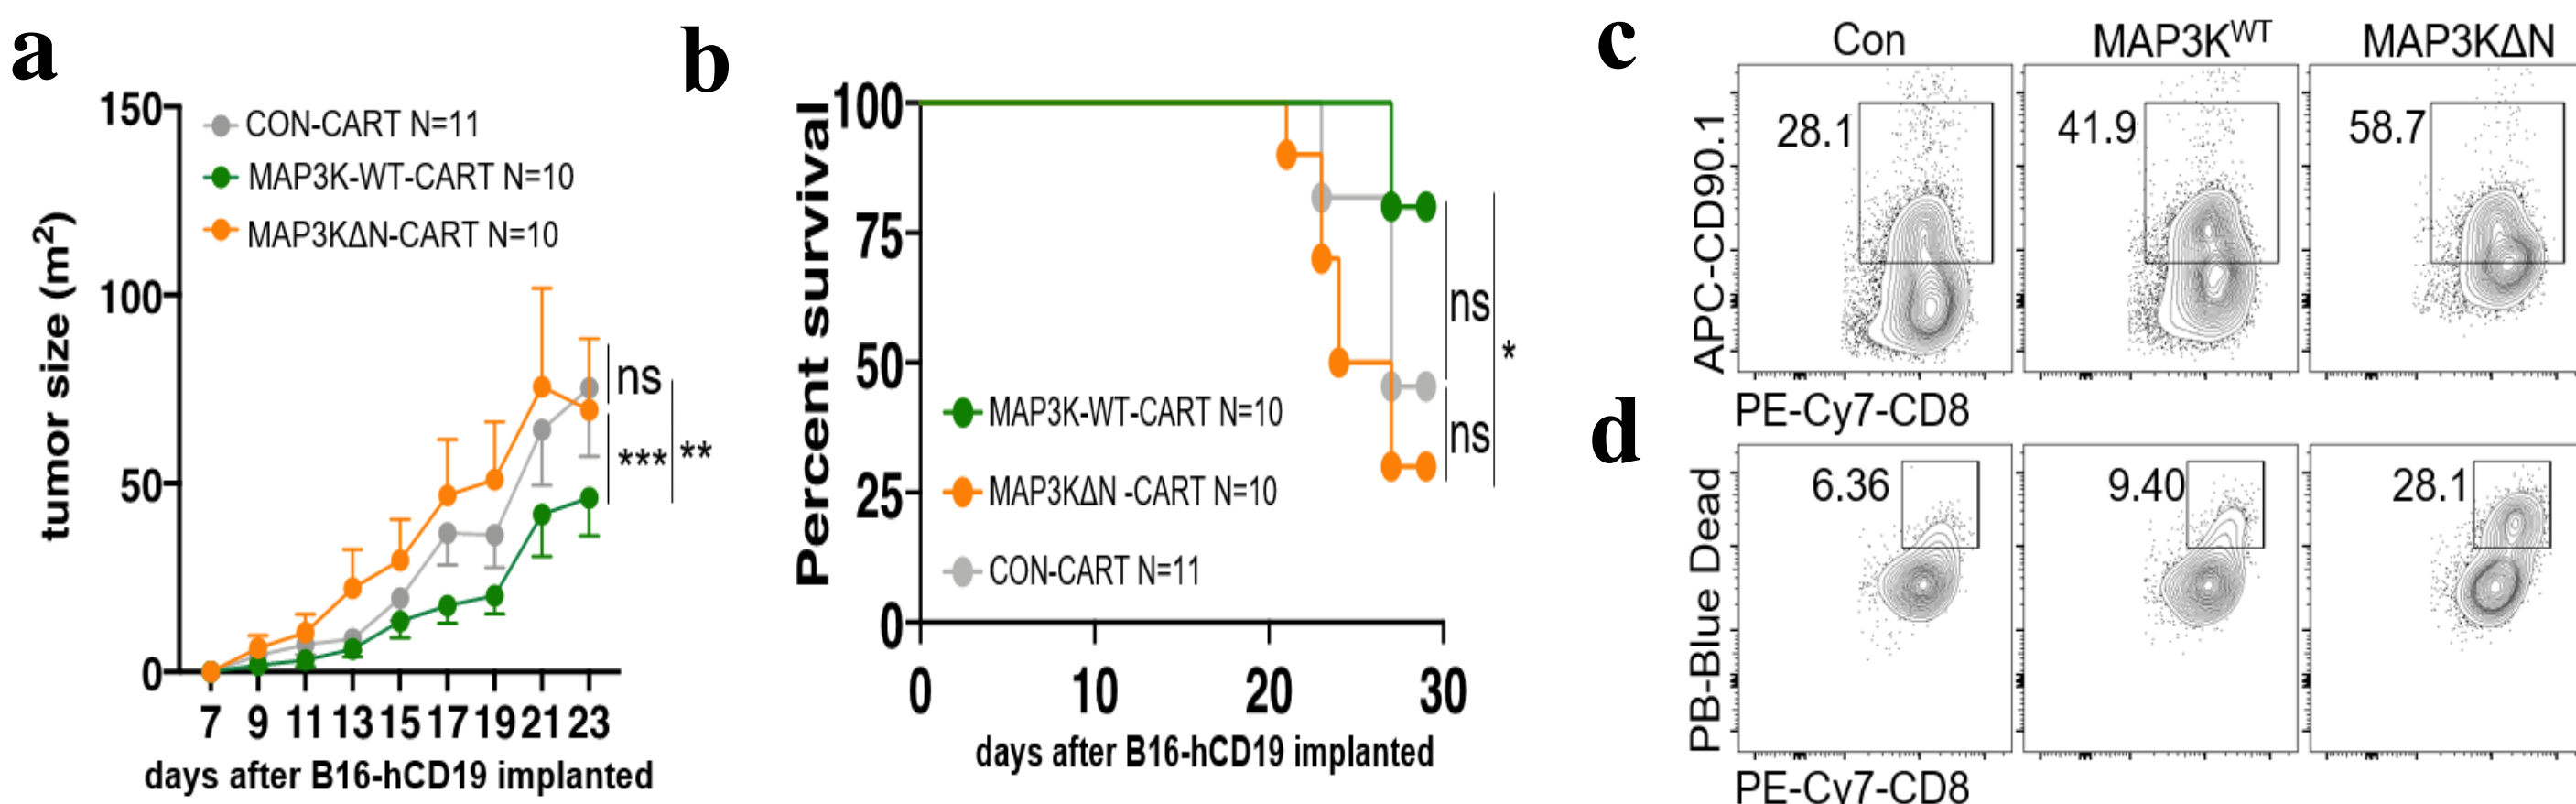 a
150
100
50
0
tumor size (m²)
CON-CART N=11
MAP3K-WT-CART N=10
MAP3KΔN-CART N=10
ns
***
**
7 9 11 13 15 17 19 21 23
days after B16-hCD19 implanted
b
100
75
50
25
0
Percent survival
MAP3K-WT-CART N=10
MAP3KΔN -CART N=10
CON-CART N=11
ns
ns
*
0 10 20 30
days after B16-hCD19 implanted
c
Con MAP3Kᵂᵀ MAP3KΔN
28.1 41.9 58.7
APC-CD90.1
PE-Cy7-CD8
d
6.36 9.40 28.1
PB-Blue Dead
PE-Cy7-CD8